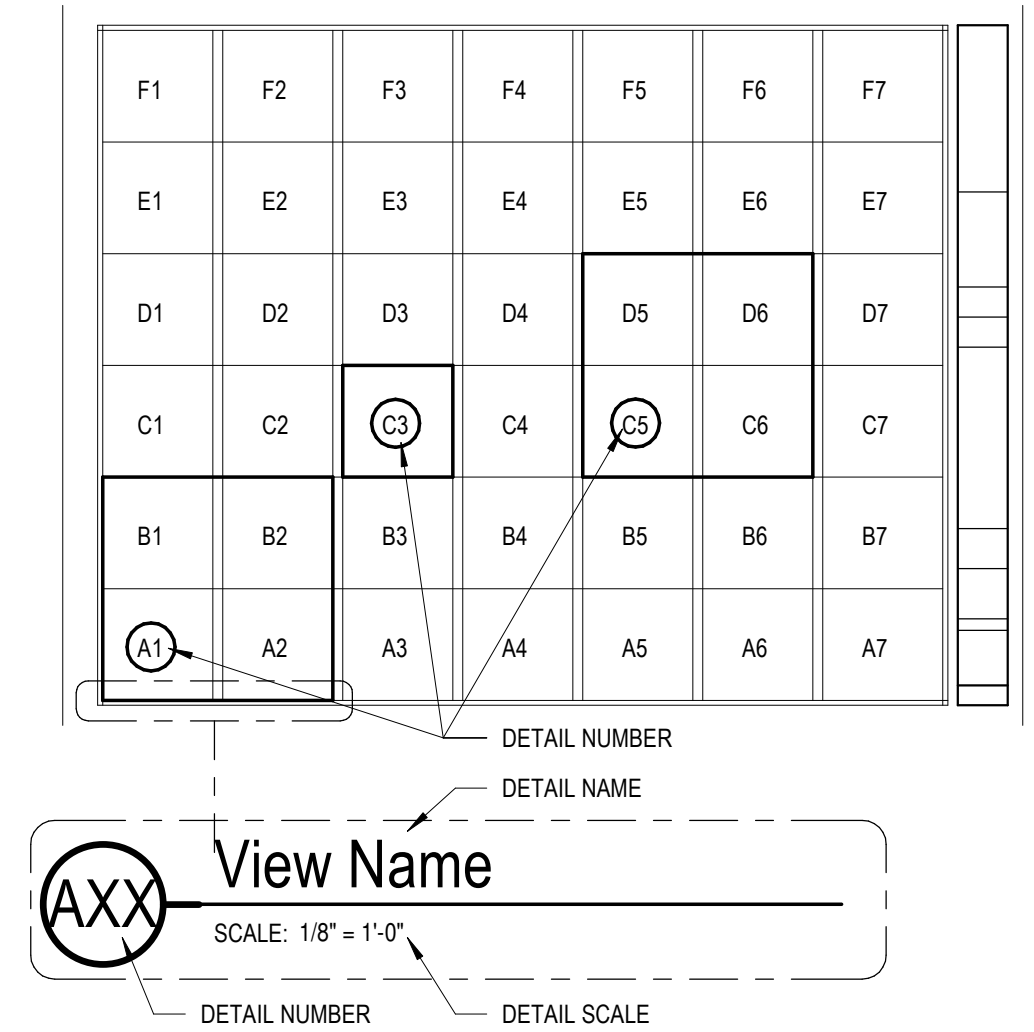 F1 F2 F3 F4 F5 F6 F7
E1 E2 E3 E4 E5 E6 E7
D1 D2 D3 D4 D5 D6 D7
C1 C2 C3 C4 C5 C6 C7
B1 B2 B3 B4 B5 B6 B7
A1 A2 A3 A4 A5 A6 A7
DETAIL NUMBER
DETAIL NAME
View Name
AXX
SCALE: 1/8" = 1'-0"
DETAIL NUMBER
DETAIL SCALE